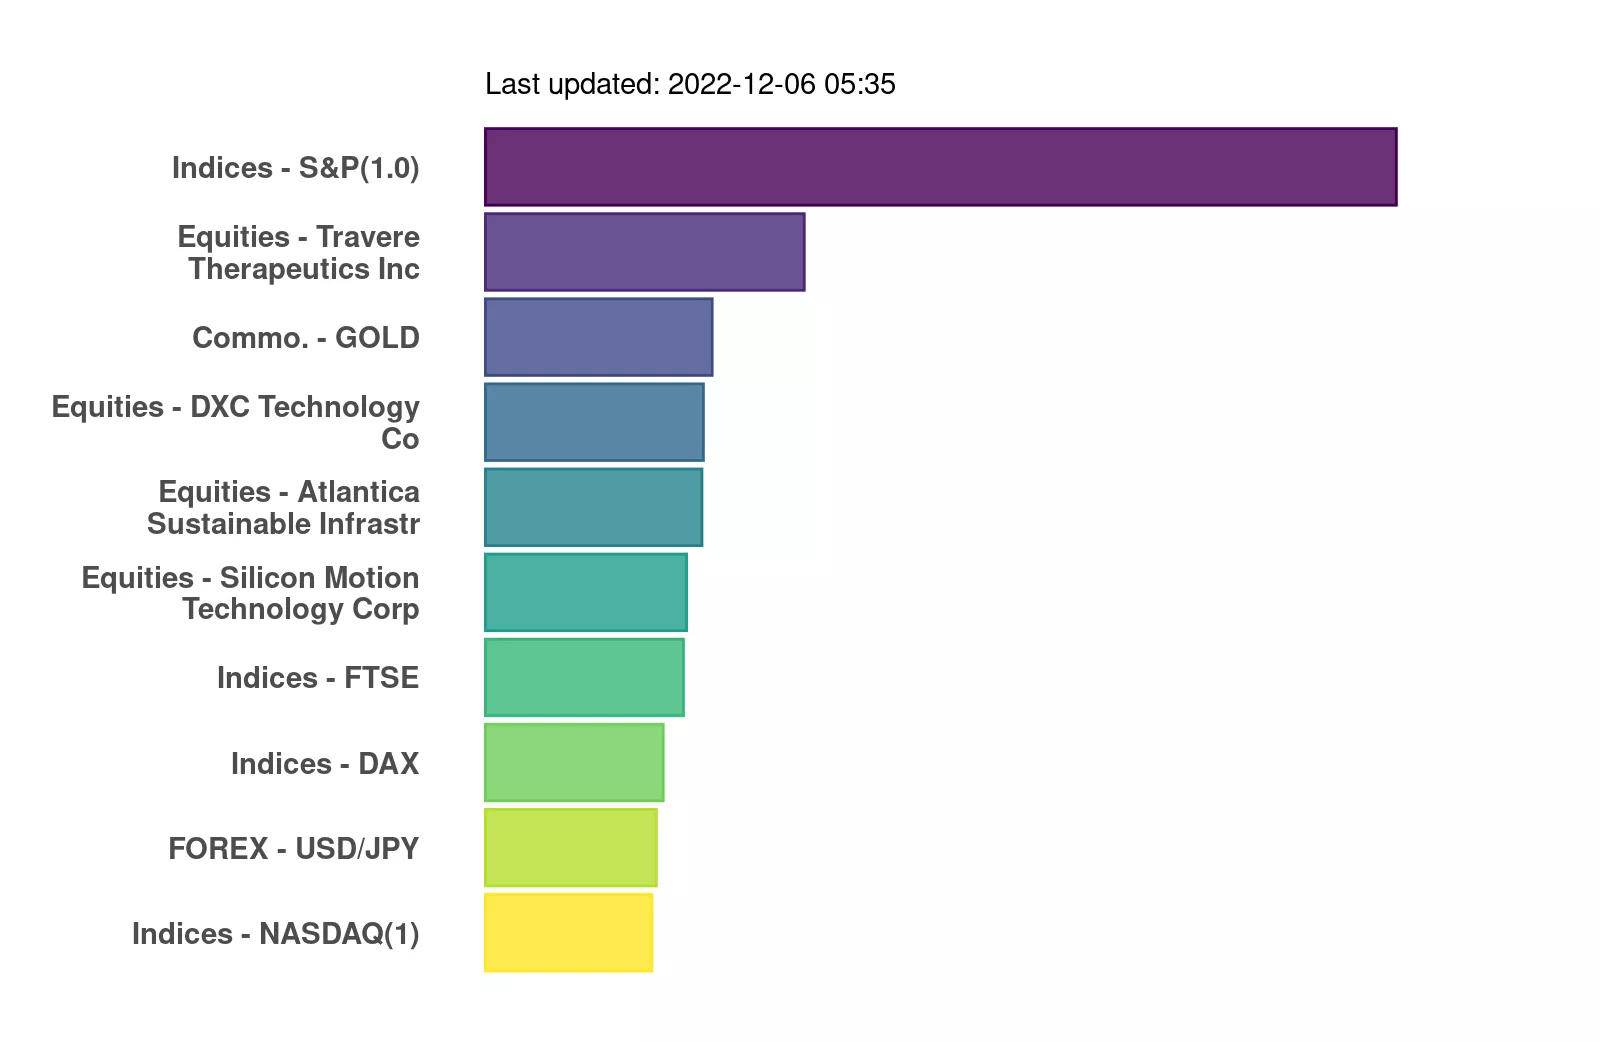 Last updated: 2022-12-06 05:35
Indices - S&P(1.0)
Equities - Travere
Therapeutics Inc
Commo. - GOLD
Equities - DXC Technology
Co
Equities - Atlantica
Sustainable Infrastr
Equities - Silicon Motion
Technology Corp
Indices - FTSE
Indices - DAX
FOREX - USD/JPY
Indices - NASDAQ(1)